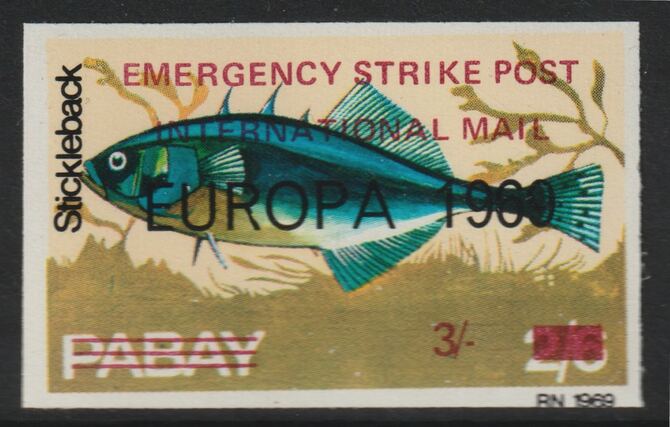 Stickleback
EMERGENCY STRIKE POST
INTERNATIONAL MAIL
EUROPA 1969
3/-
PABAY
2/6
RN 1969